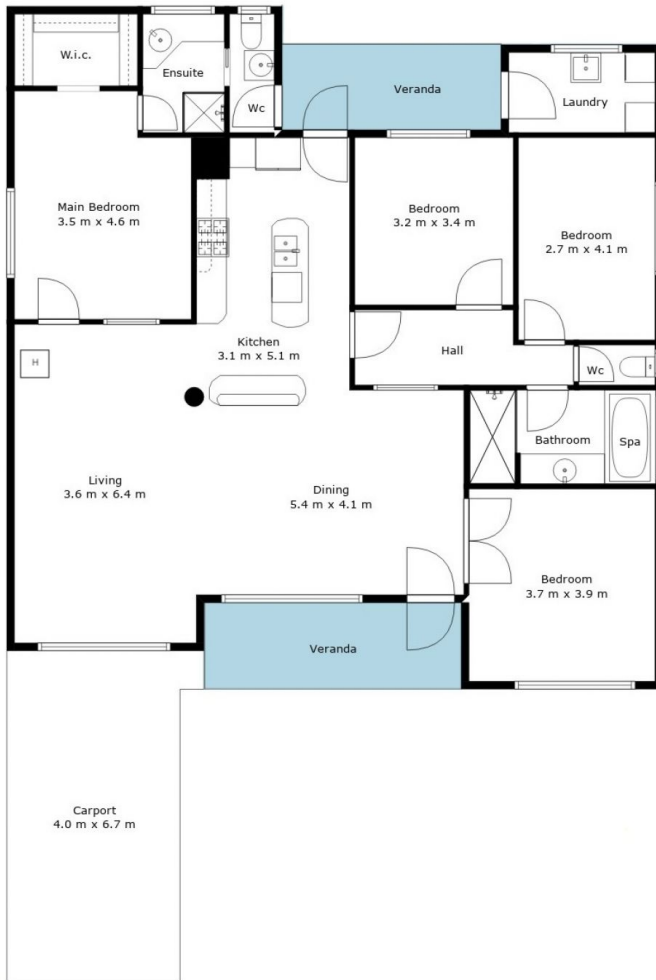 W.i.c.
Ensuite
Wc
Veranda
Laundry
Main Bedroom
3.5 m x 4.6 m
Bedroom
3.2 m x 3.4 m
Bedroom
2.7 m x 4.1 m
Kitchen
3.1 m x 5.1 m
Hall
Wc
H
Bathroom
Spa
Living
3.6 m x 6.4 m
Dining
5.4 m x 4.1 m
Bedroom
3.7 m x 3.9 m
Veranda
Carport
4.0 m x 6.7 m